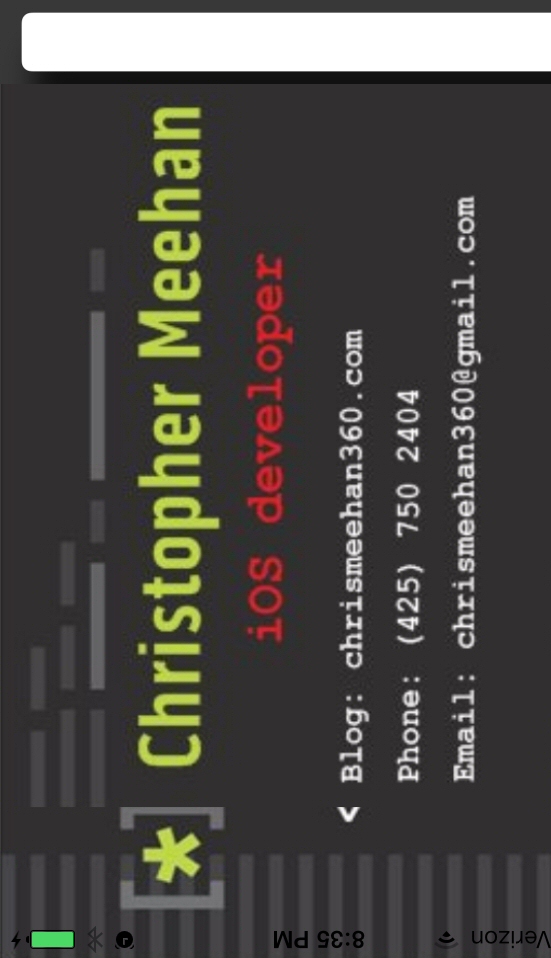 [*] Christopher Meehan
iOS developer
< Blog: chrismeehan360.com
Phone: (425) 750 2404
Email: chrismeehan360@gmail.com
Verizon 8:35 PM